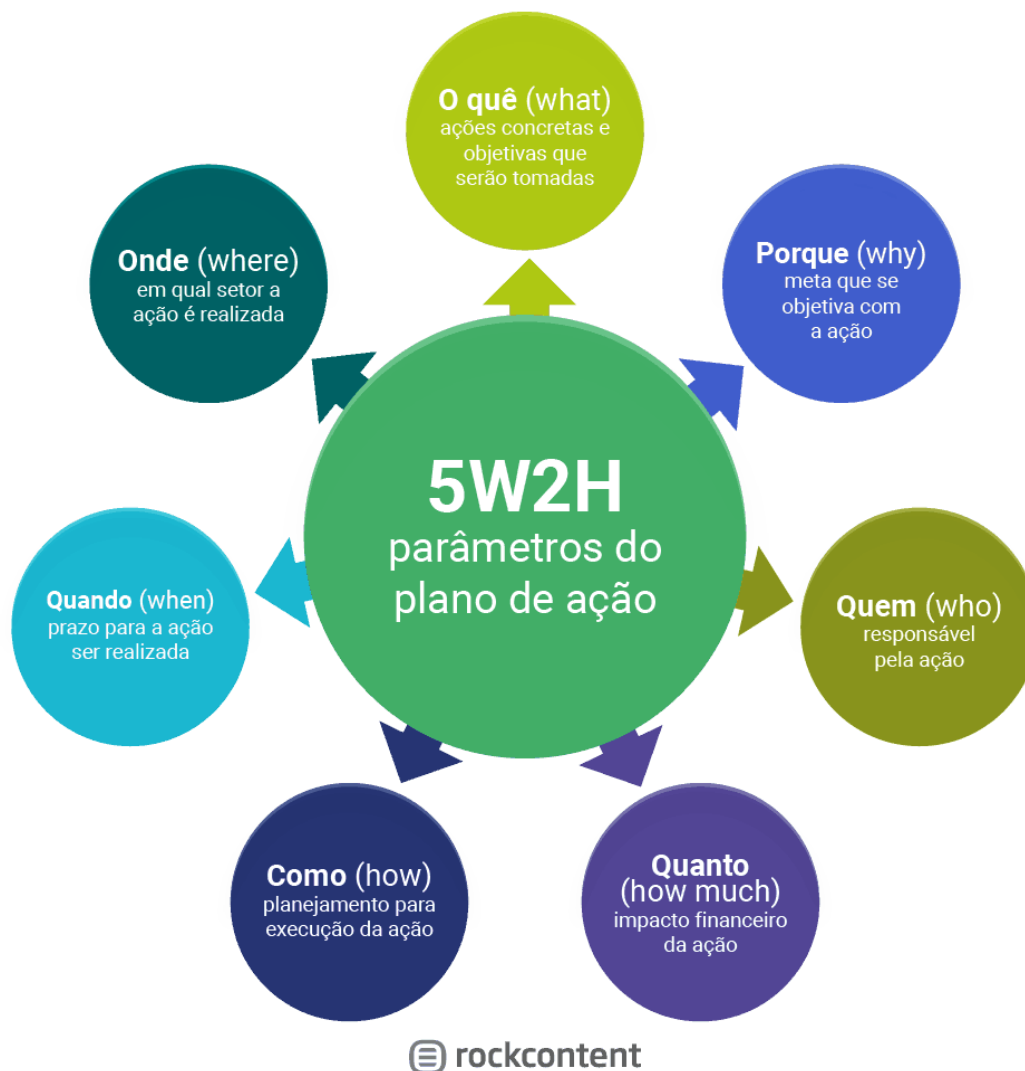 O quê (what)
ações concretas e
objetivas que
serão tomadas
Porque (why)
meta que se
objetiva com
a ação
Quem (who)
responsável
pela ação
Quanto
(how much)
impacto financeiro
da ação
Como (how)
planejamento para
execução da ação
Quando (when)
prazo para a ação
ser realizada
Onde (where)
em qual setor a
ação é realizada
5W2H
parâmetros do
plano de ação
rockcontent